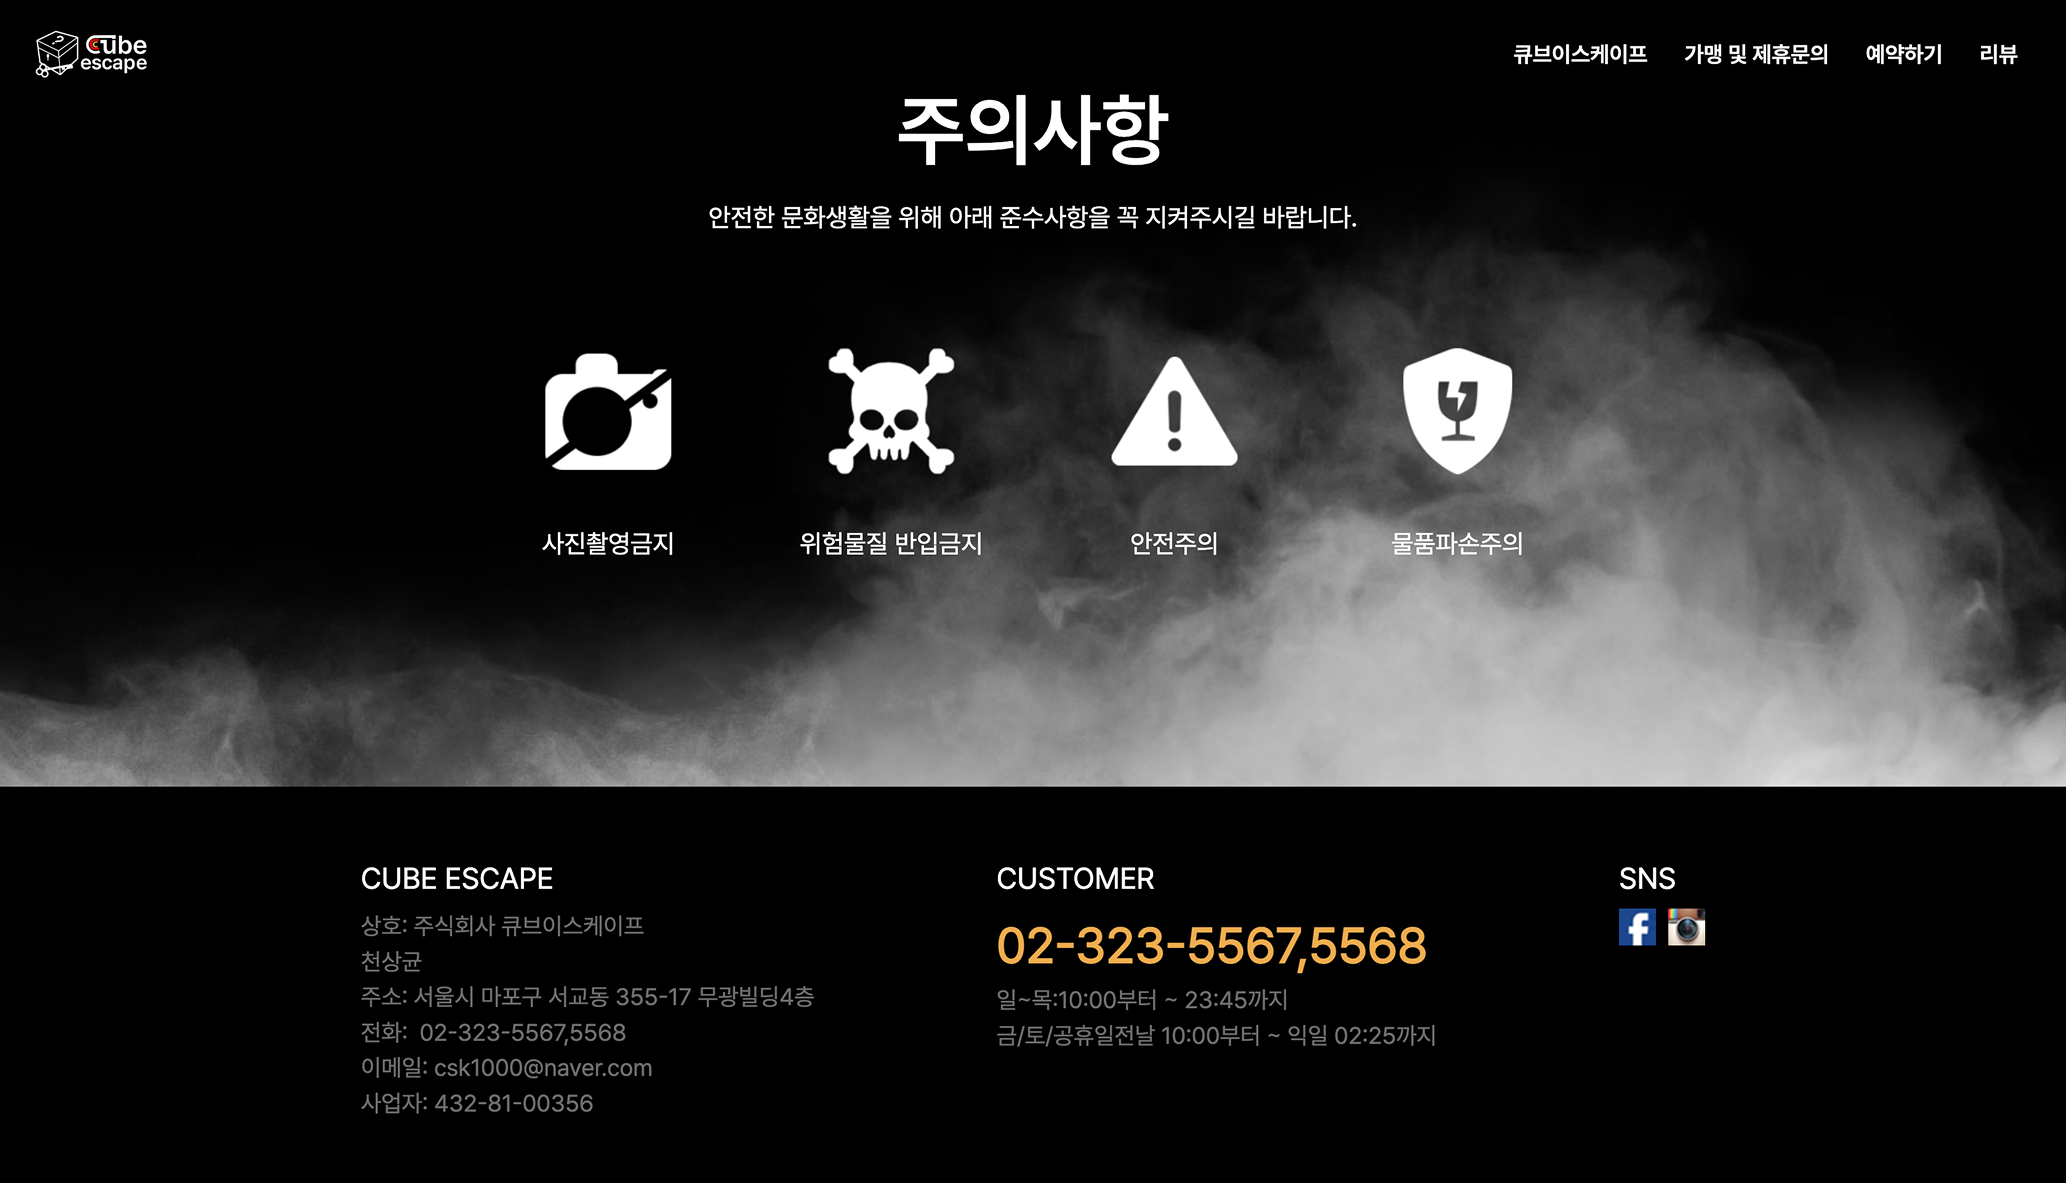 Cube
escape
큐브이스케이프 가맹 및 제휴문의 예약하기 리뷰
주의사항
안전한 문화생활을 위해 아래 준수사항을 꼭 지켜주시길 바랍니다.
사진촬영금지
위험물질 반입금지
안전주의
물품파손주의
CUBE ESCAPE
상호: 주식회사 큐브이스케이프
천상균
주소: 서울시 마포구 서교동 355-17 무광빌딩4층
전화: 02-323-5567,5568
이메일: csk1000@naver.com
사업자: 432-81-00356
CUSTOMER
02-323-5567,5568
일~목:10:00부터 ~ 23:45까지
금/토/공휴일전날 10:00부터 ~ 익일 02:25까지
SNS